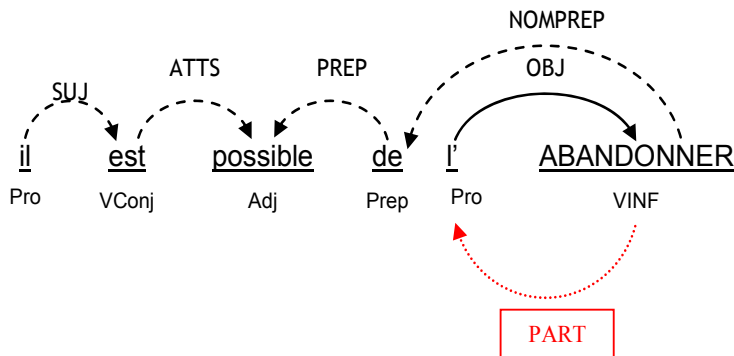 NOMPREP
ATTS PREP OBJ
SUJ
il est possible de l' ABANDONNER
Pro VConj Adj Prep Pro VINF
PART